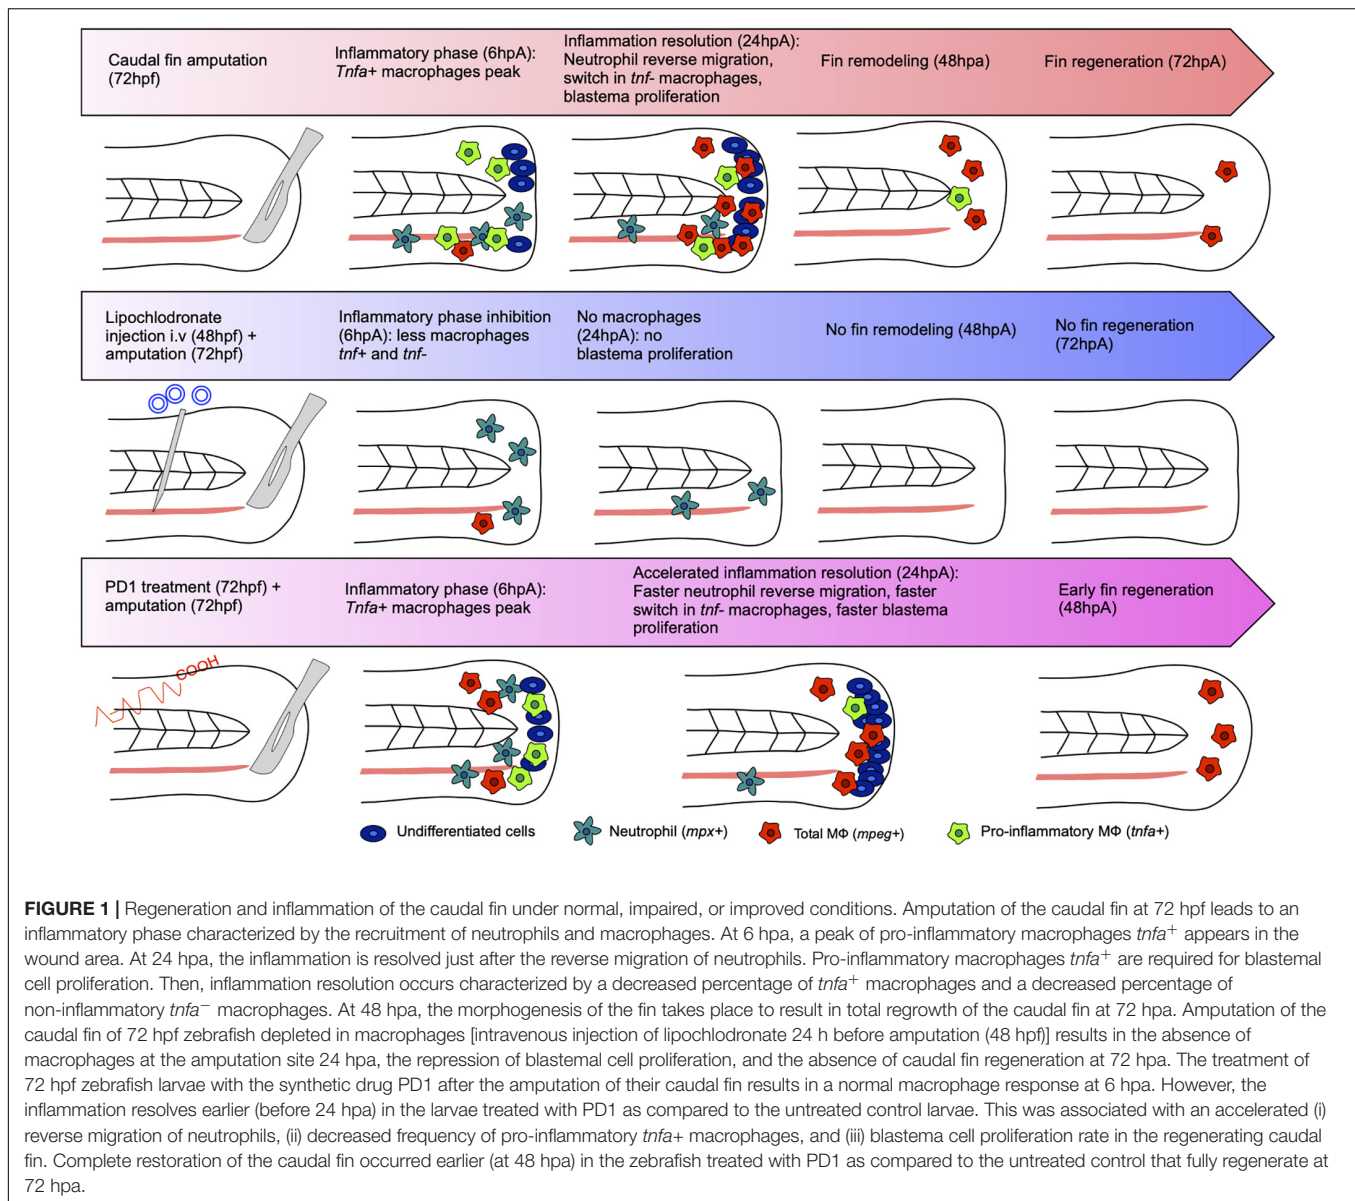 Caudal fin amputation
(72hpf)
Inflammatory phase (6hpA):
Tnfa+ macrophages peak
Inflammation resolution (24hpA):
Neutrophil reverse migration,
switch in tnf- macrophages,
blastema proliferation
Fin remodeling (48hpa)
Fin regeneration (72hpA)
Lipochlodronate
injection i.v (48hpf) +
amputation (72hpf)
Inflammatory phase inhibition
(6hpA): less macrophages
tnf+ and tnf-
No macrophages
(24hpA): no
blastema proliferation
No fin remodeling (48hpA)
No fin regeneration
(72hpA)
PD1 treatment (72hpf) +
amputation (72hpf)
Inflammatory phase (6hpA):
Tnfa+ macrophages peak
Accelerated inflammation resolution (24hpA):
Faster neutrophil reverse migration, faster
switch in tnf- macrophages, faster blastema
proliferation
Early fin regeneration
(48hpA)
COOH
Undifferentiated cells
Neutrophil (mpx+)
Total MΦ (mpeg+)
Pro-inflammatory MΦ (tnfa+)
FIGURE 1 | Regeneration and inflammation of the caudal fin under normal, impaired, or improved conditions. Amputation of the caudal fin at 72 hpf leads to an
inflammatory phase characterized by the recruitment of neutrophils and macrophages. At 6 hpa, a peak of pro-inflammatory macrophages tnfa⁺ appears in the
wound area. At 24 hpa, the inflammation is resolved just after the reverse migration of neutrophils. Pro-inflammatory macrophages tnfa⁺ are required for blastemal
cell proliferation. Then, inflammation resolution occurs characterized by a decreased percentage of tnfa⁺ macrophages and a decreased percentage of
non-inflammatory tnfa⁻ macrophages. At 48 hpa, the morphogenesis of the fin takes place to result in total regrowth of the caudal fin at 72 hpa. Amputation of the
caudal fin of 72 hpf zebrafish depleted in macrophages [intravenous injection of lipochlodronate 24 h before amputation (48 hpf)] results in the absence of
macrophages at the amputation site 24 hpa, the repression of blastemal cell proliferation, and the absence of caudal fin regeneration at 72 hpa. The treatment of
72 hpf zebrafish larvae with the synthetic drug PD1 after the amputation of their caudal fin results in a normal macrophage response at 6 hpa. However, the
inflammation resolves earlier (before 24 hpa) in the larvae treated with PD1 as compared to the untreated control larvae. This was associated with an accelerated (i)
reverse migration of neutrophils, (ii) decreased frequency of pro-inflammatory tnfa+ macrophages, and (iii) blastema cell proliferation rate in the regenerating caudal
fin. Complete restoration of the caudal fin occurred earlier (at 48 hpa) in the zebrafish treated with PD1 as compared to the untreated control that fully regenerate at
72 hpa.